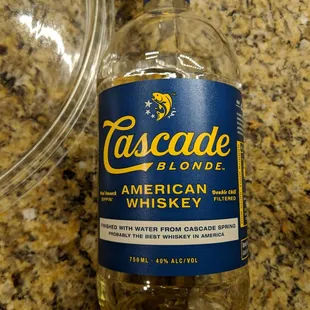 Cascade
BLONDE™
AMERICAN
WHISKEY
Double Chill
FILTERED
FINISHED WITH WATER FROM CASCADE SPRING
PROBABLY THE BEST WHISKEY IN AMERICA
750 ML · 40% ALC/VOL